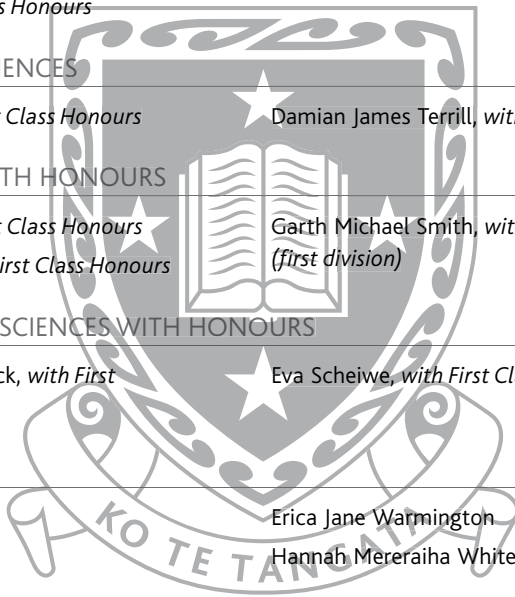 s Honours
IENCES
Class Honours
Damian James Terrill, with
TH HONOURS
Class Honours
Garth Michael Smith, wit
irst Class Honours
(first division)
SCIENCES WITH HONOURS
ck, with First
Eva Scheiwe, with First Cl
Erica Jane Warmington
Hannah Mereraiha White
KO TE TANGATA